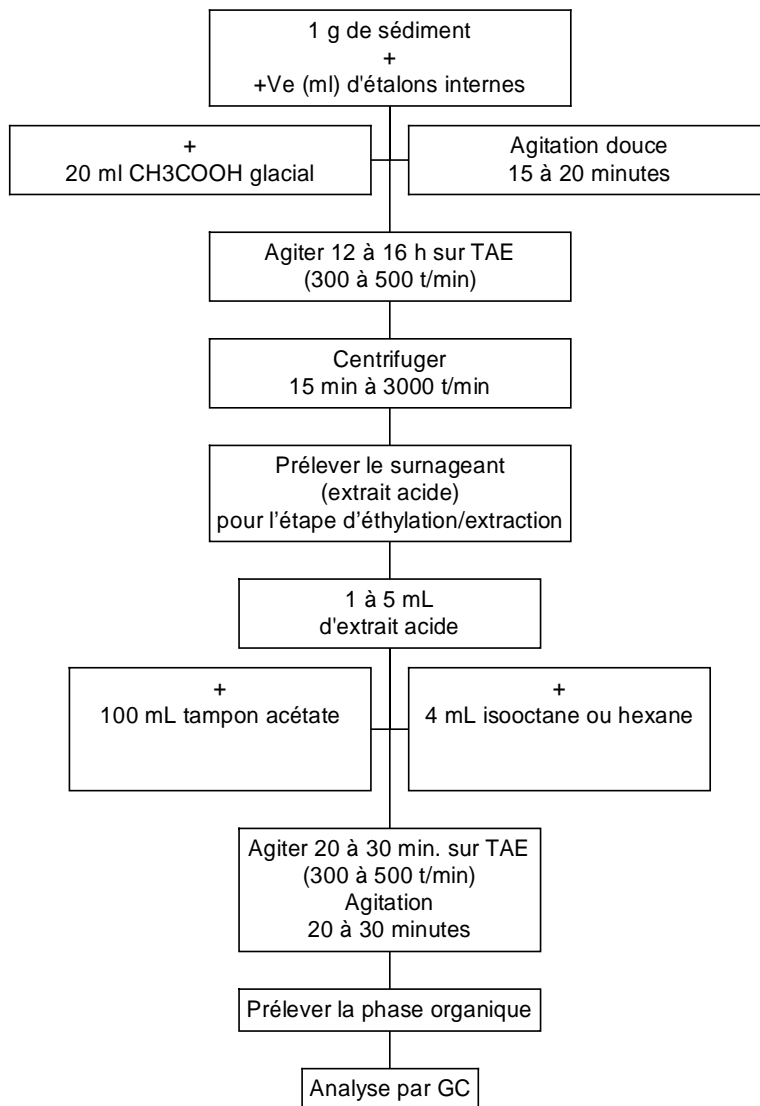 1 g de sédiment
+
+Ve (ml) d'étalons internes
+
20 ml CH3COOH glacial
Agitation douce
15 à 20 minutes
Agiter 12 à 16 h sur TAE
(300 à 500 t/min)
Centrifuger
15 min à 3000 t/min
Prélever le surnageant
(extrait acide)
pour l’étape d’éthylation/extraction
1 à 5 mL
d'extrait acide
+
100 mL tampon acétate
+
4 mL isooctane ou hexane
Agiter 20 à 30 min. sur TAE
(300 à 500 t/min)
Agitation
20 à 30 minutes
Prélever la phase organique
Analyse par GC